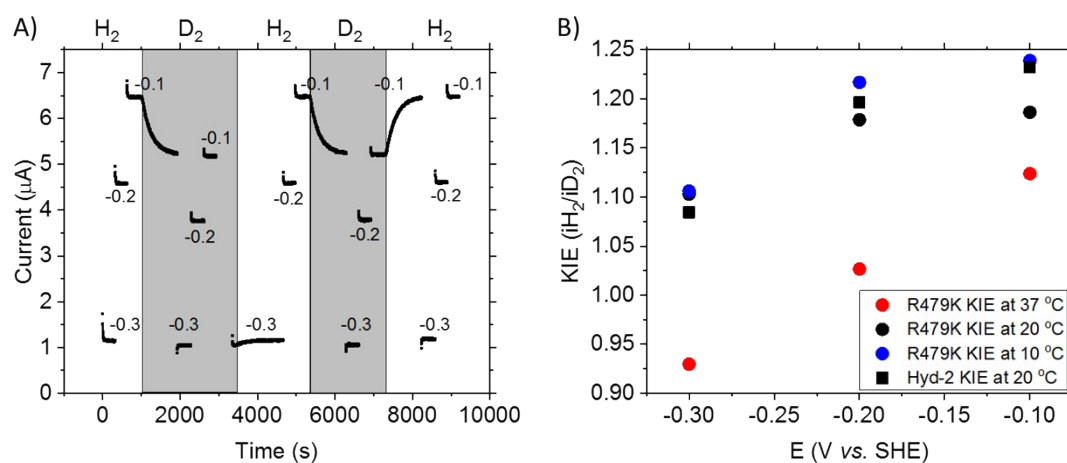 A)
H2 D2 H2 D2 H2
7
6
5
4
3
2
1
0
Current (µA)
-0.1 -0.1 -0.1 -0.1 -0.1
-0.2 -0.2 -0.2 -0.2 -0.2
-0.3 -0.3 -0.3 -0.3 -0.3
0 2000 4000 6000 8000 10000
Time (s)
B)
1.25
1.20
1.15
1.10
1.05
1.00
0.95
0.90
KIE (iH2/iD2)
R479K KIE at 37 °C
R479K KIE at 20 °C
R479K KIE at 10 °C
Hyd-2 KIE at 20 °C
-0.30 -0.25 -0.20 -0.15 -0.10
E (V vs. SHE)